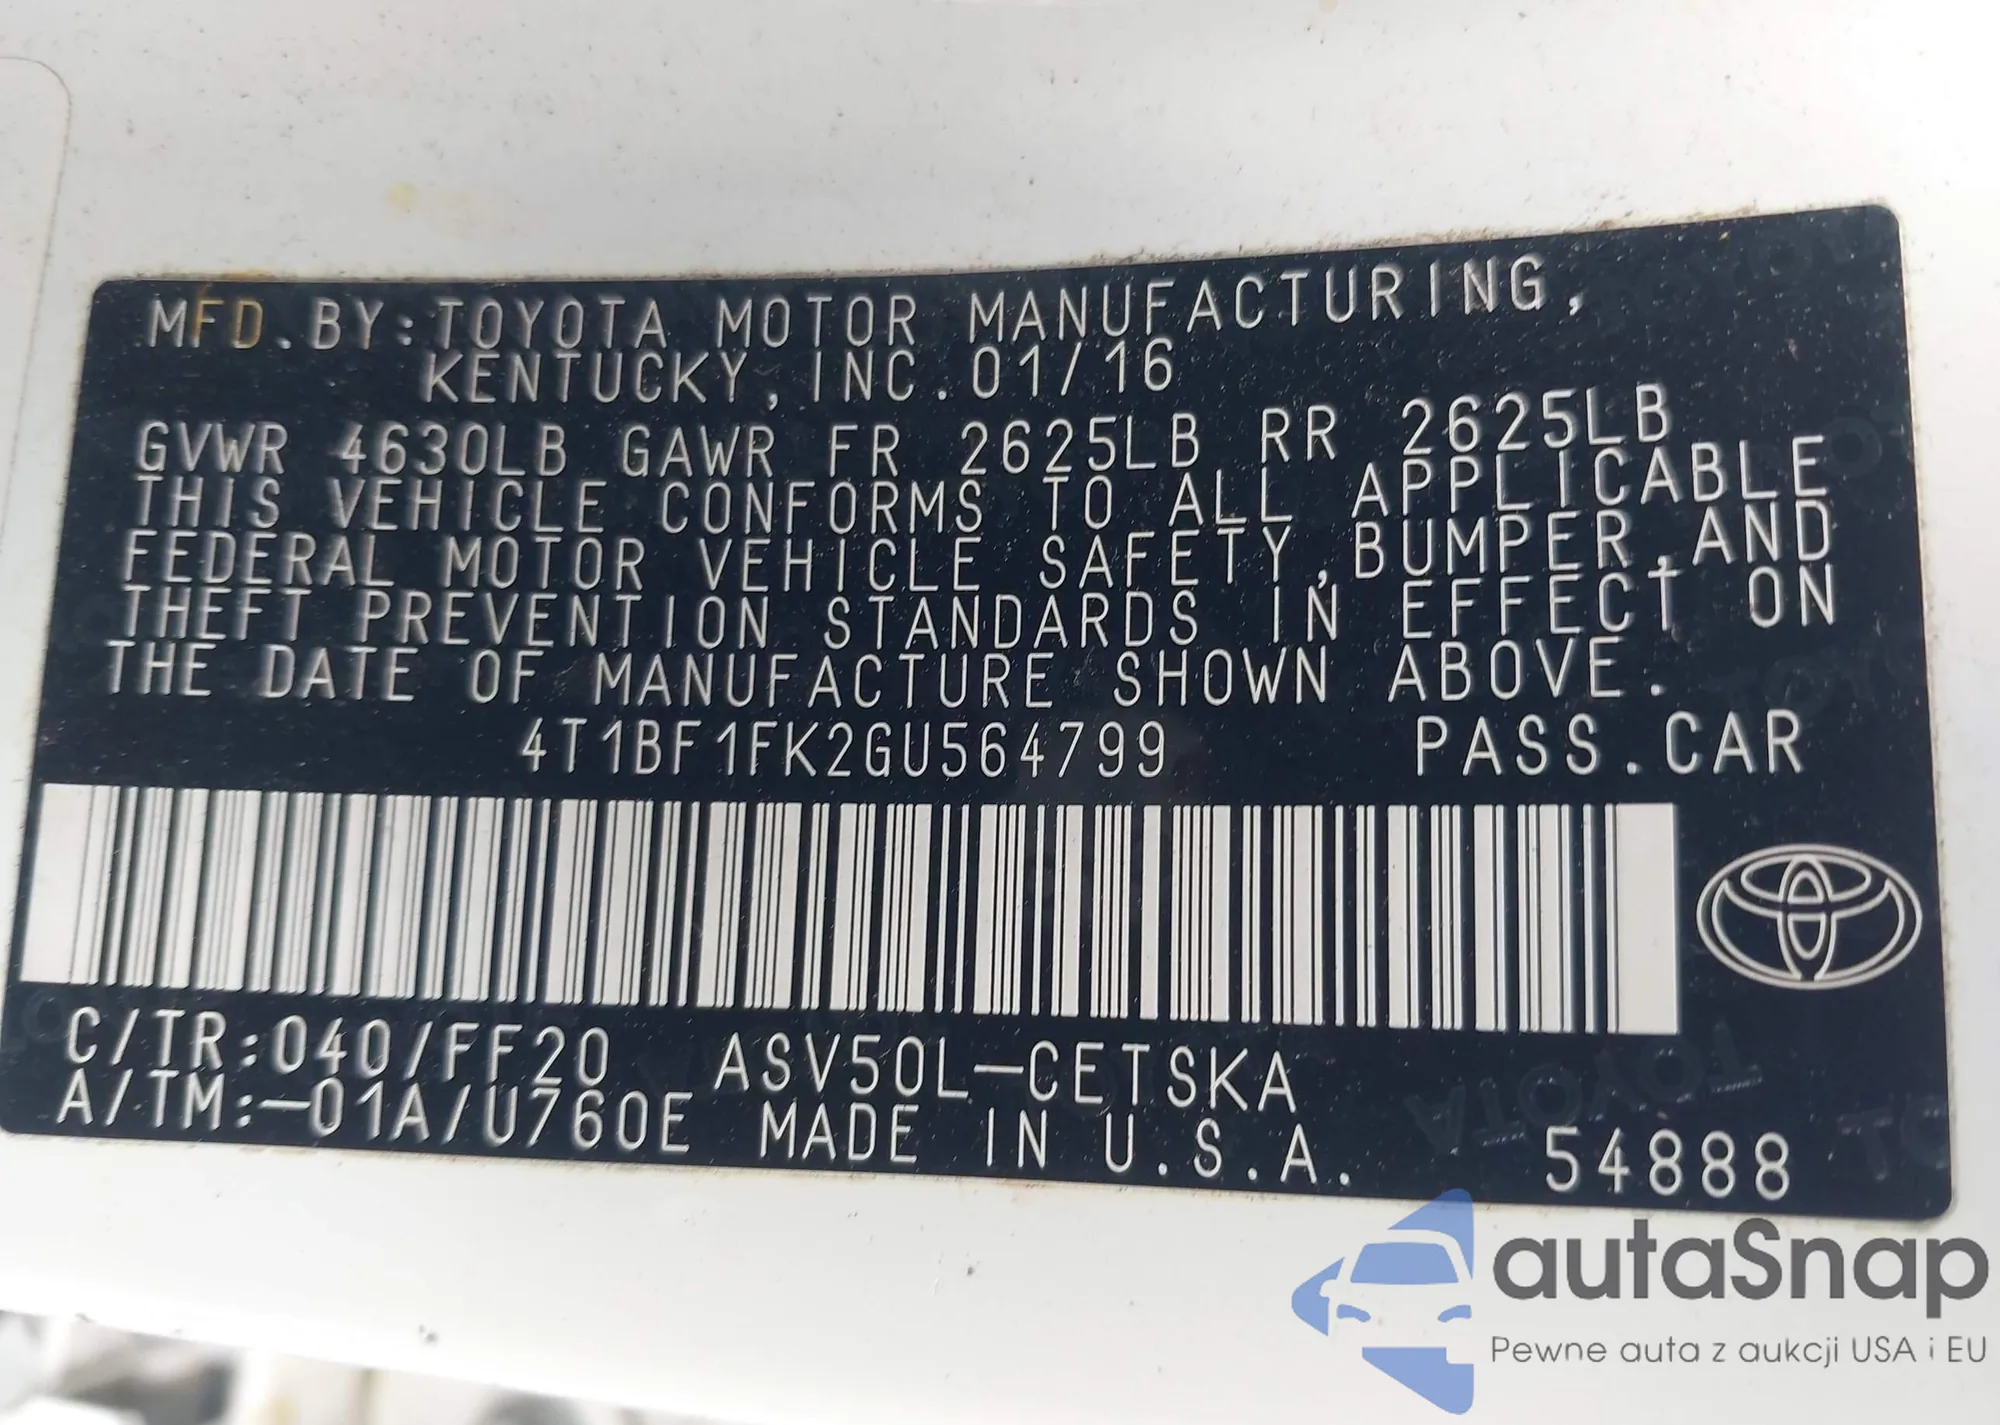 MFD.BY:TOYOTA MOTOR MANUFACTURING,
KENTUCKY, INC.01/16
GVWR 4630LB GAWR FR 2625LB RR 2625LB
THIS VEHICLE CONFORMS TO ALL APPLICABLE
FEDERAL MOTOR VEHICLE SAFETY,BUMPER,AND
THEFT PREVENTION STANDARDS IN EFFECT ON
THE DATE OF MANUFACTURE SHOWN ABOVE.
4T1BF1FK2GU564799 PASS.CAR
C/TR:040/FF20 ASV50L-CETSKA
A/TM:-01A/U760E MADE IN U.S.A. 54888
autaSnap
Pewne auta z aukcji USA i EU